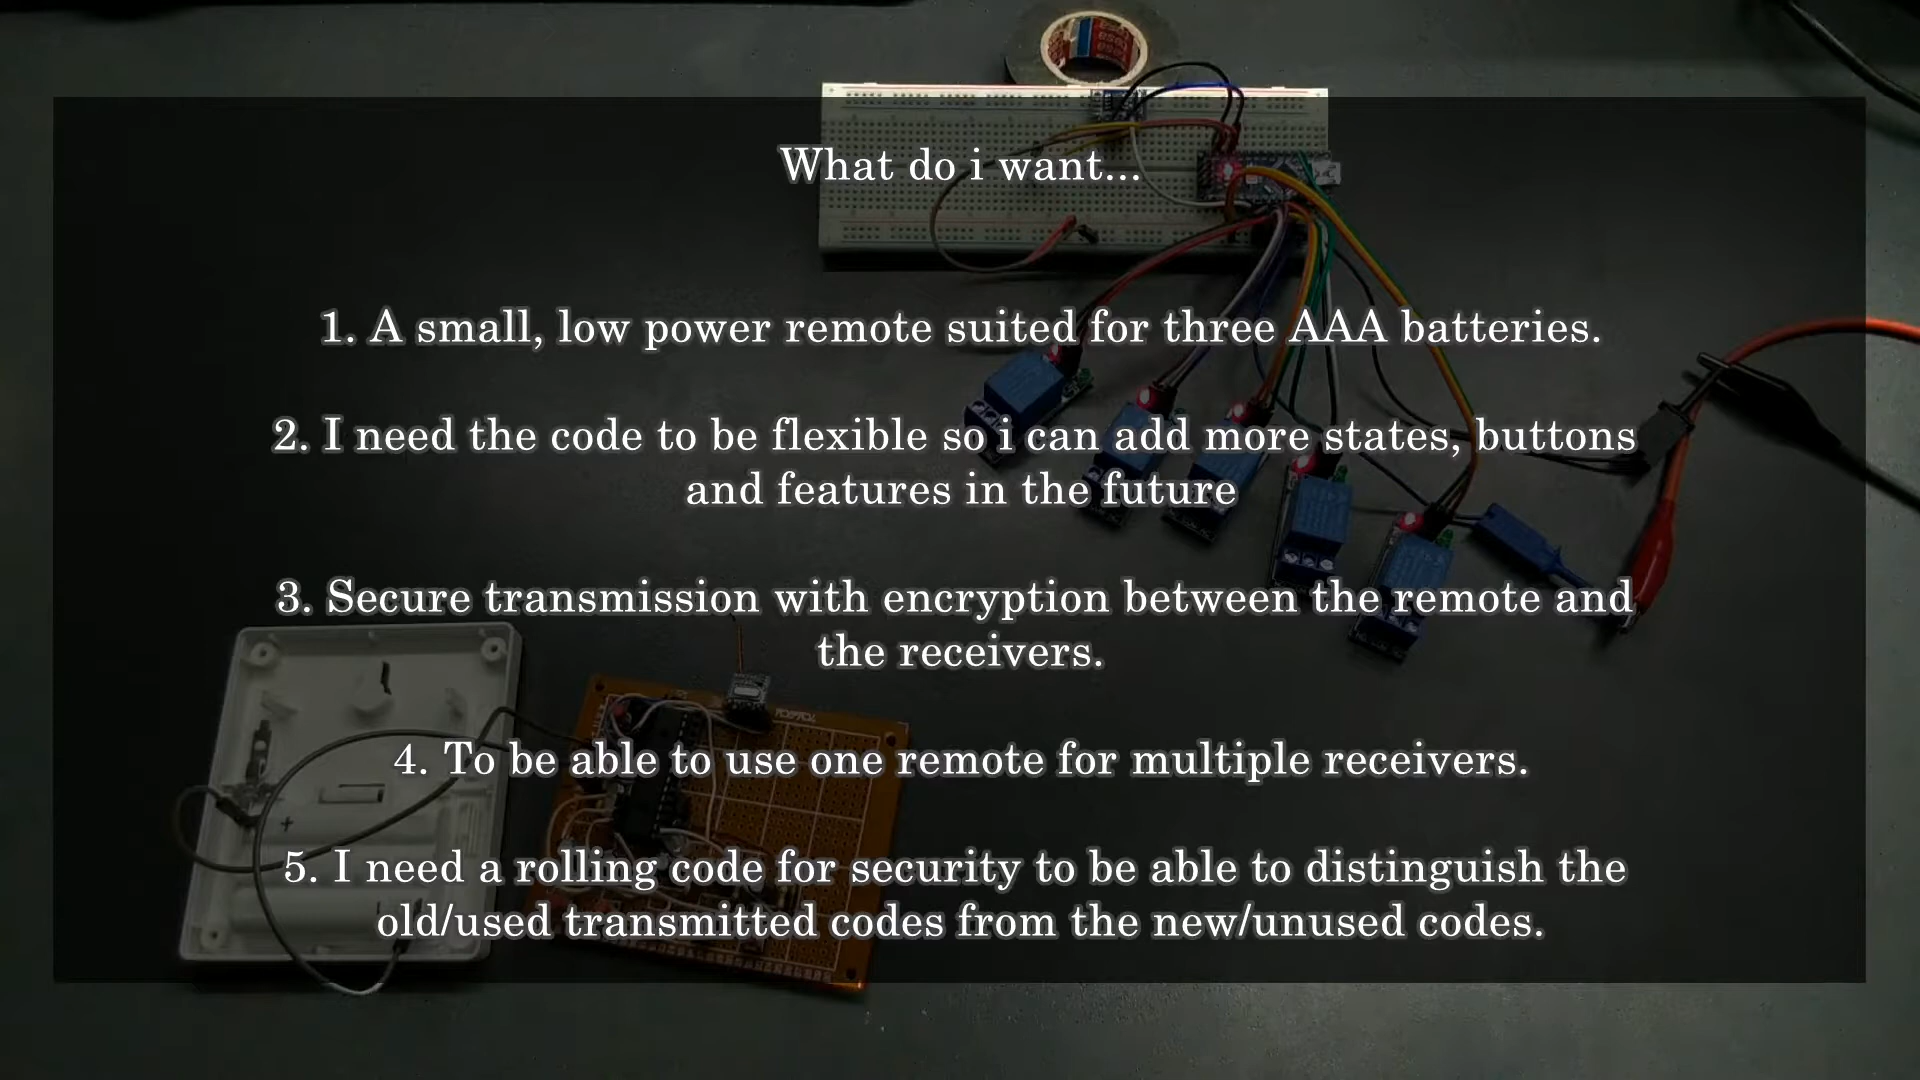 What do i want...
1. A small, low power remote suited for three AAA batteries.
2. I need the code to be flexible so i can add more states, buttons
and features in the future
3. Secure transmission with encryption between the remote and
the receivers.
4. To be able to use one remote for multiple receivers.
5. I need a rolling code for security to be able to distinguish the
old/used transmitted codes from the new/unused codes.